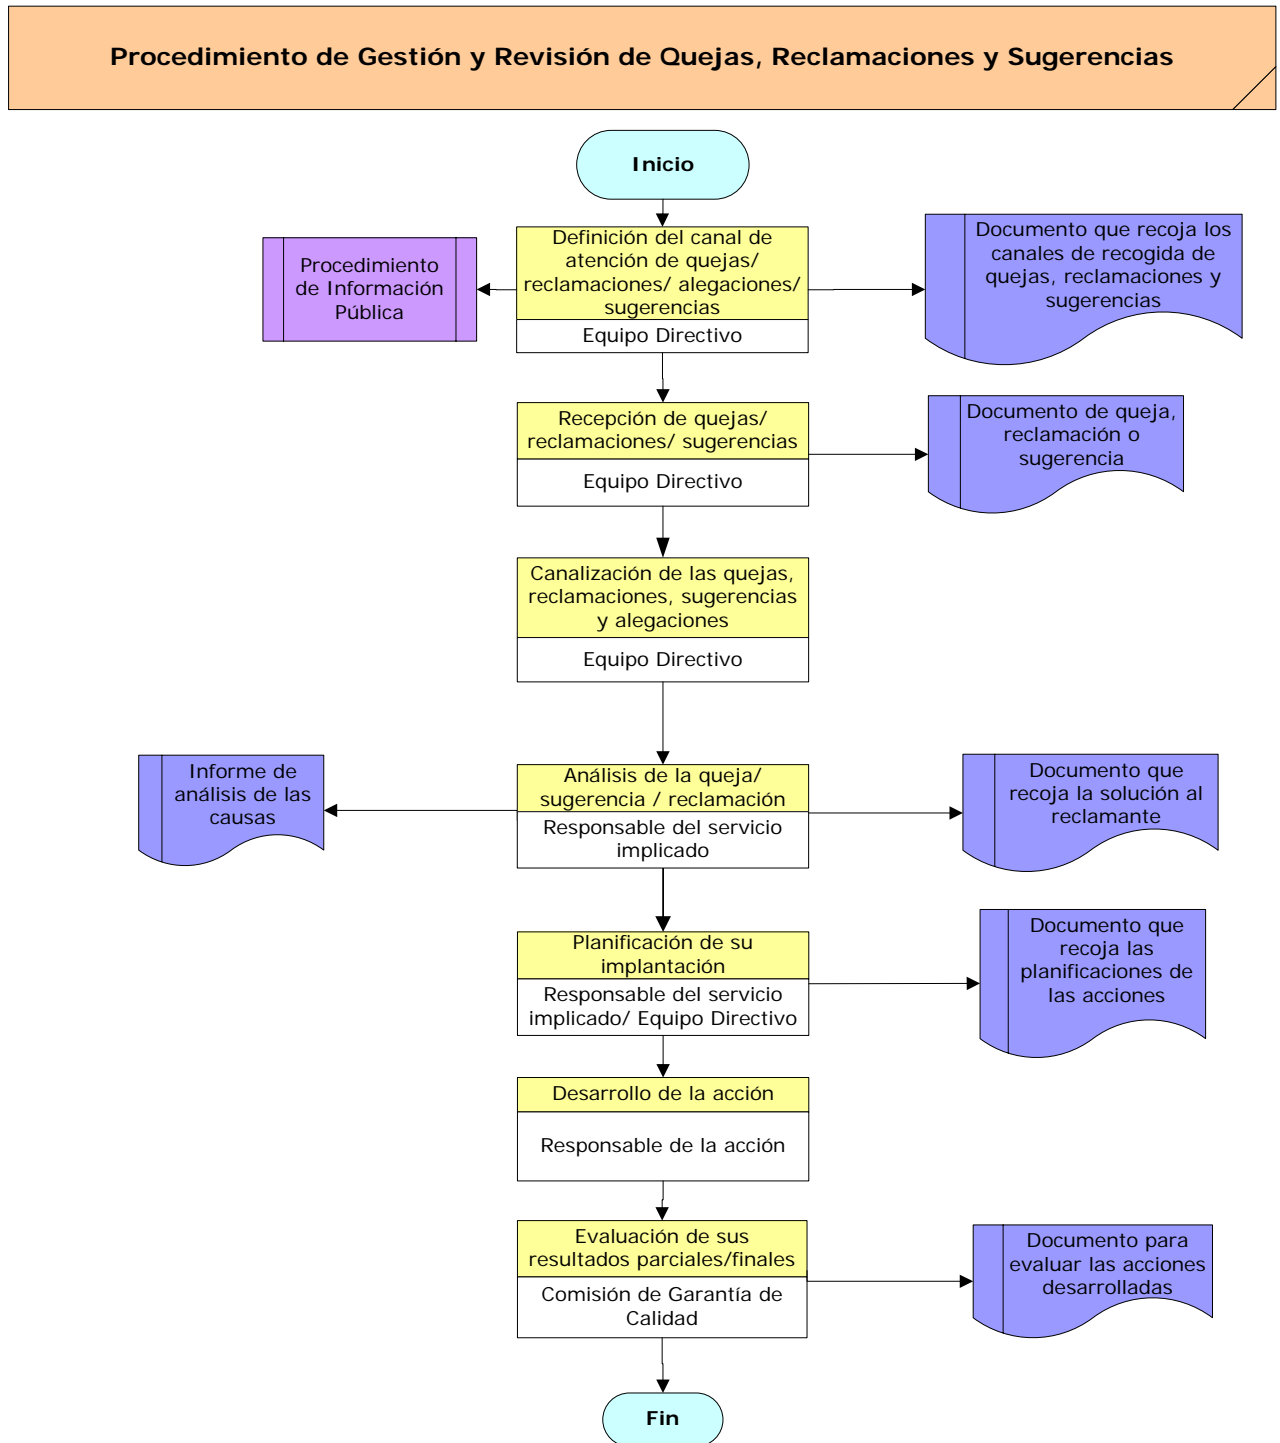 Procedimiento de Gestión y Revisión de Quejas, Reclamaciones y Sugerencias
Inicio
Procedimiento
de Información
Pública
Definición del canal de
atención de quejas/
reclamaciones/ alegaciones/
sugerencias
Equipo Directivo
Documento que recoja los
canales de recogida de
quejas, reclamaciones y
sugerencias
Recepción de quejas/
reclamaciones/ sugerencias
Equipo Directivo
Documento de queja,
reclamación o
sugerencia
Canalización de las quejas,
reclamaciones, sugerencias
y alegaciones
Equipo Directivo
Informe de
análisis de las
causas
Análisis de la queja/
sugerencia / reclamación
Responsable del servicio
implicado
Documento que
recoja la solución al
reclamante
Planificación de su
implantación
Responsable del servicio
implicado/ Equipo Directivo
Documento que
recoja las
planificaciones de
las acciones
Desarrollo de la acción
Responsable de la acción
Evaluación de sus
resultados parciales/finales
Comisión de Garantía de
Calidad
Documento para
evaluar las acciones
desarrolladas
Fin